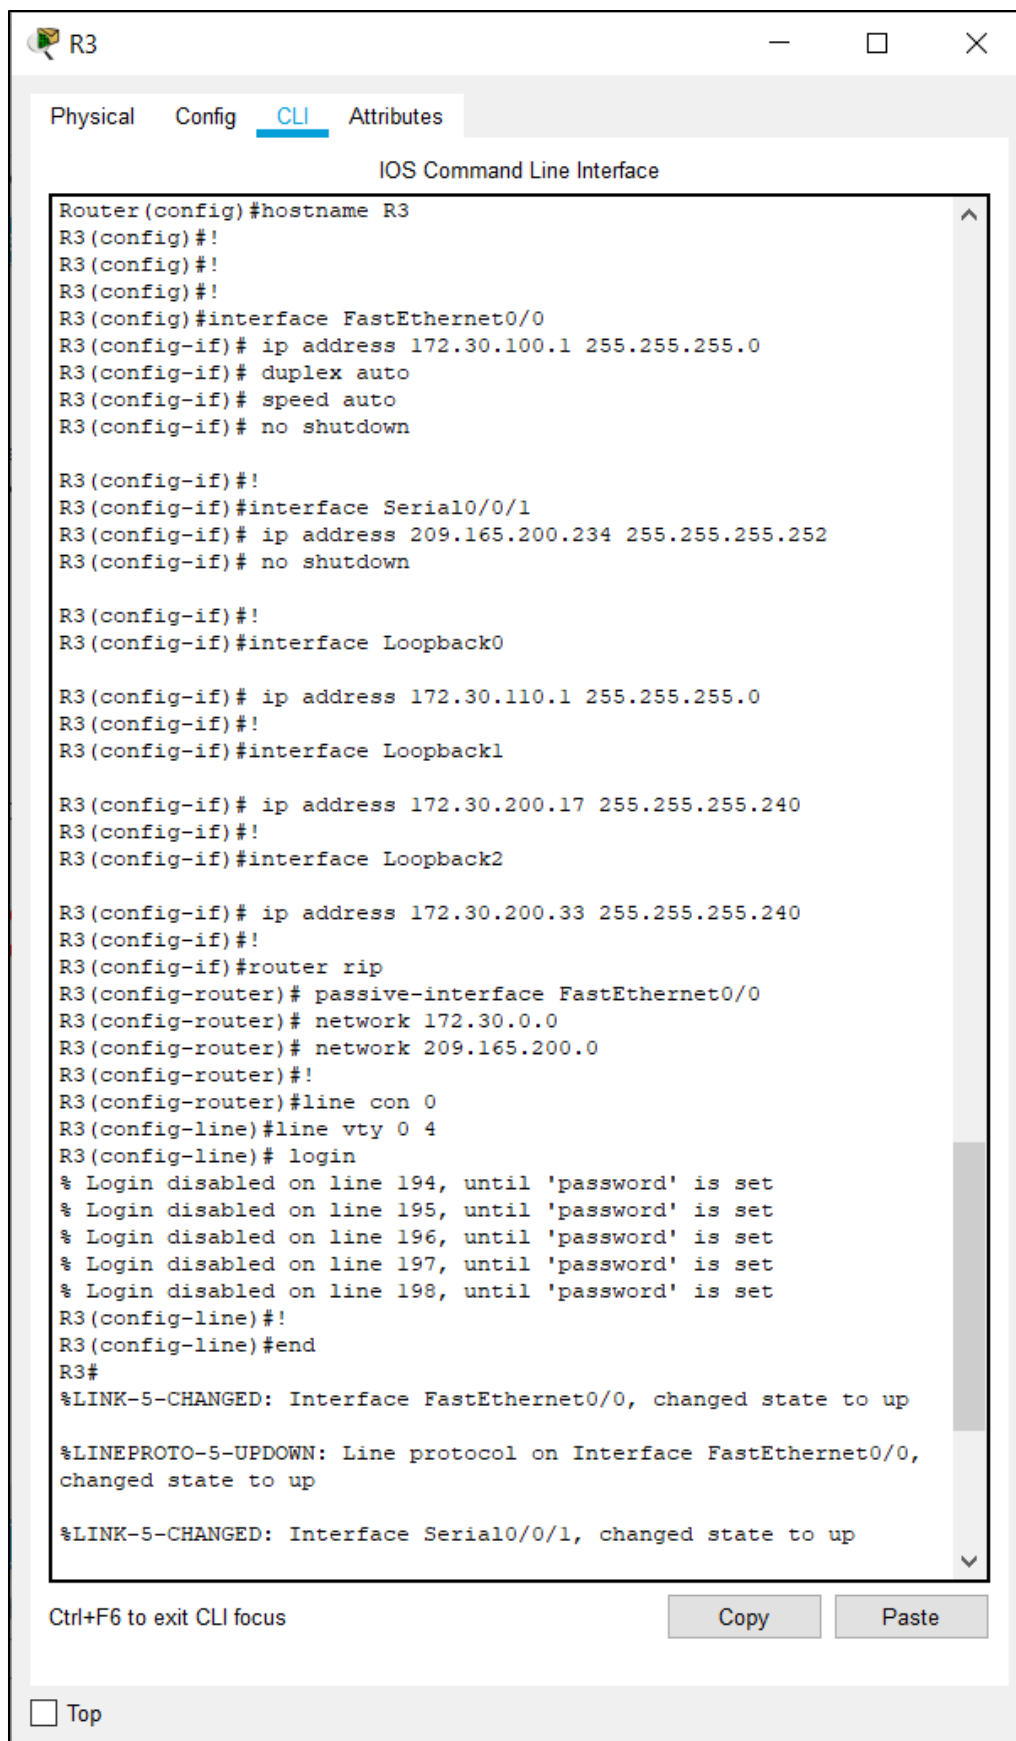 R3
Physical Config CLI Attributes
IOS Command Line Interface
Router(config)#hostname R3
R3(config)#!
R3(config)#!
R3(config)#!
R3(config)#interface FastEthernet0/0
R3(config-if)# ip address 172.30.100.1 255.255.255.0
R3(config-if)# duplex auto
R3(config-if)# speed auto
R3(config-if)# no shutdown
R3(config-if)#!
R3(config-if)#interface Serial0/0/1
R3(config-if)# ip address 209.165.200.234 255.255.255.252
R3(config-if)# no shutdown
R3(config-if)#!
R3(config-if)#interface Loopback0
R3(config-if)# ip address 172.30.110.1 255.255.255.0
R3(config-if)#!
R3(config-if)#interface Loopback1
R3(config-if)# ip address 172.30.200.17 255.255.255.240
R3(config-if)#!
R3(config-if)#interface Loopback2
R3(config-if)# ip address 172.30.200.33 255.255.255.240
R3(config-if)#!
R3(config-if)#router rip
R3(config-router)# passive-interface FastEthernet0/0
R3(config-router)# network 172.30.0.0
R3(config-router)# network 209.165.200.0
R3(config-router)#!
R3(config-router)#line con 0
R3(config-line)#line vty 0 4
R3(config-line)# login
% Login disabled on line 194, until 'password' is set
% Login disabled on line 195, until 'password' is set
% Login disabled on line 196, until 'password' is set
% Login disabled on line 197, until 'password' is set
% Login disabled on line 198, until 'password' is set
R3(config-line)#!
R3(config-line)#end
R3#
%LINK-5-CHANGED: Interface FastEthernet0/0, changed state to up
%LINEPROTO-5-UPDOWN: Line protocol on Interface FastEthernet0/0,
changed state to up
%LINK-5-CHANGED: Interface Serial0/0/1, changed state to up
Ctrl+F6 to exit CLI focus Copy Paste
Top